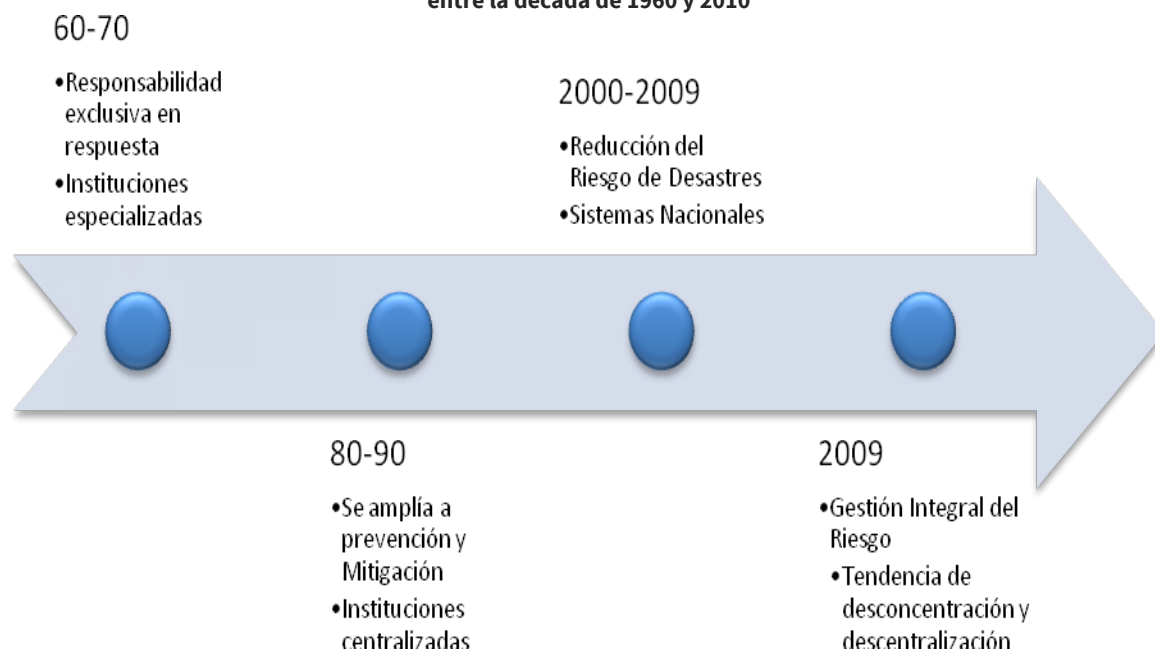 entre la década de 1960 y 2010
60-70
•Responsabilidad
exclusiva en
respuesta
•Instituciones
especializadas
2000-2009
•Reducción del
Riesgo de Desastres
•Sistemas Nacionales
80-90
•Se amplía a
prevención y
Mitigación
•Instituciones
centralizadas
2009
•Gestión Integral del
Riesgo
•Tendencia de
desconcentración y
descentralización